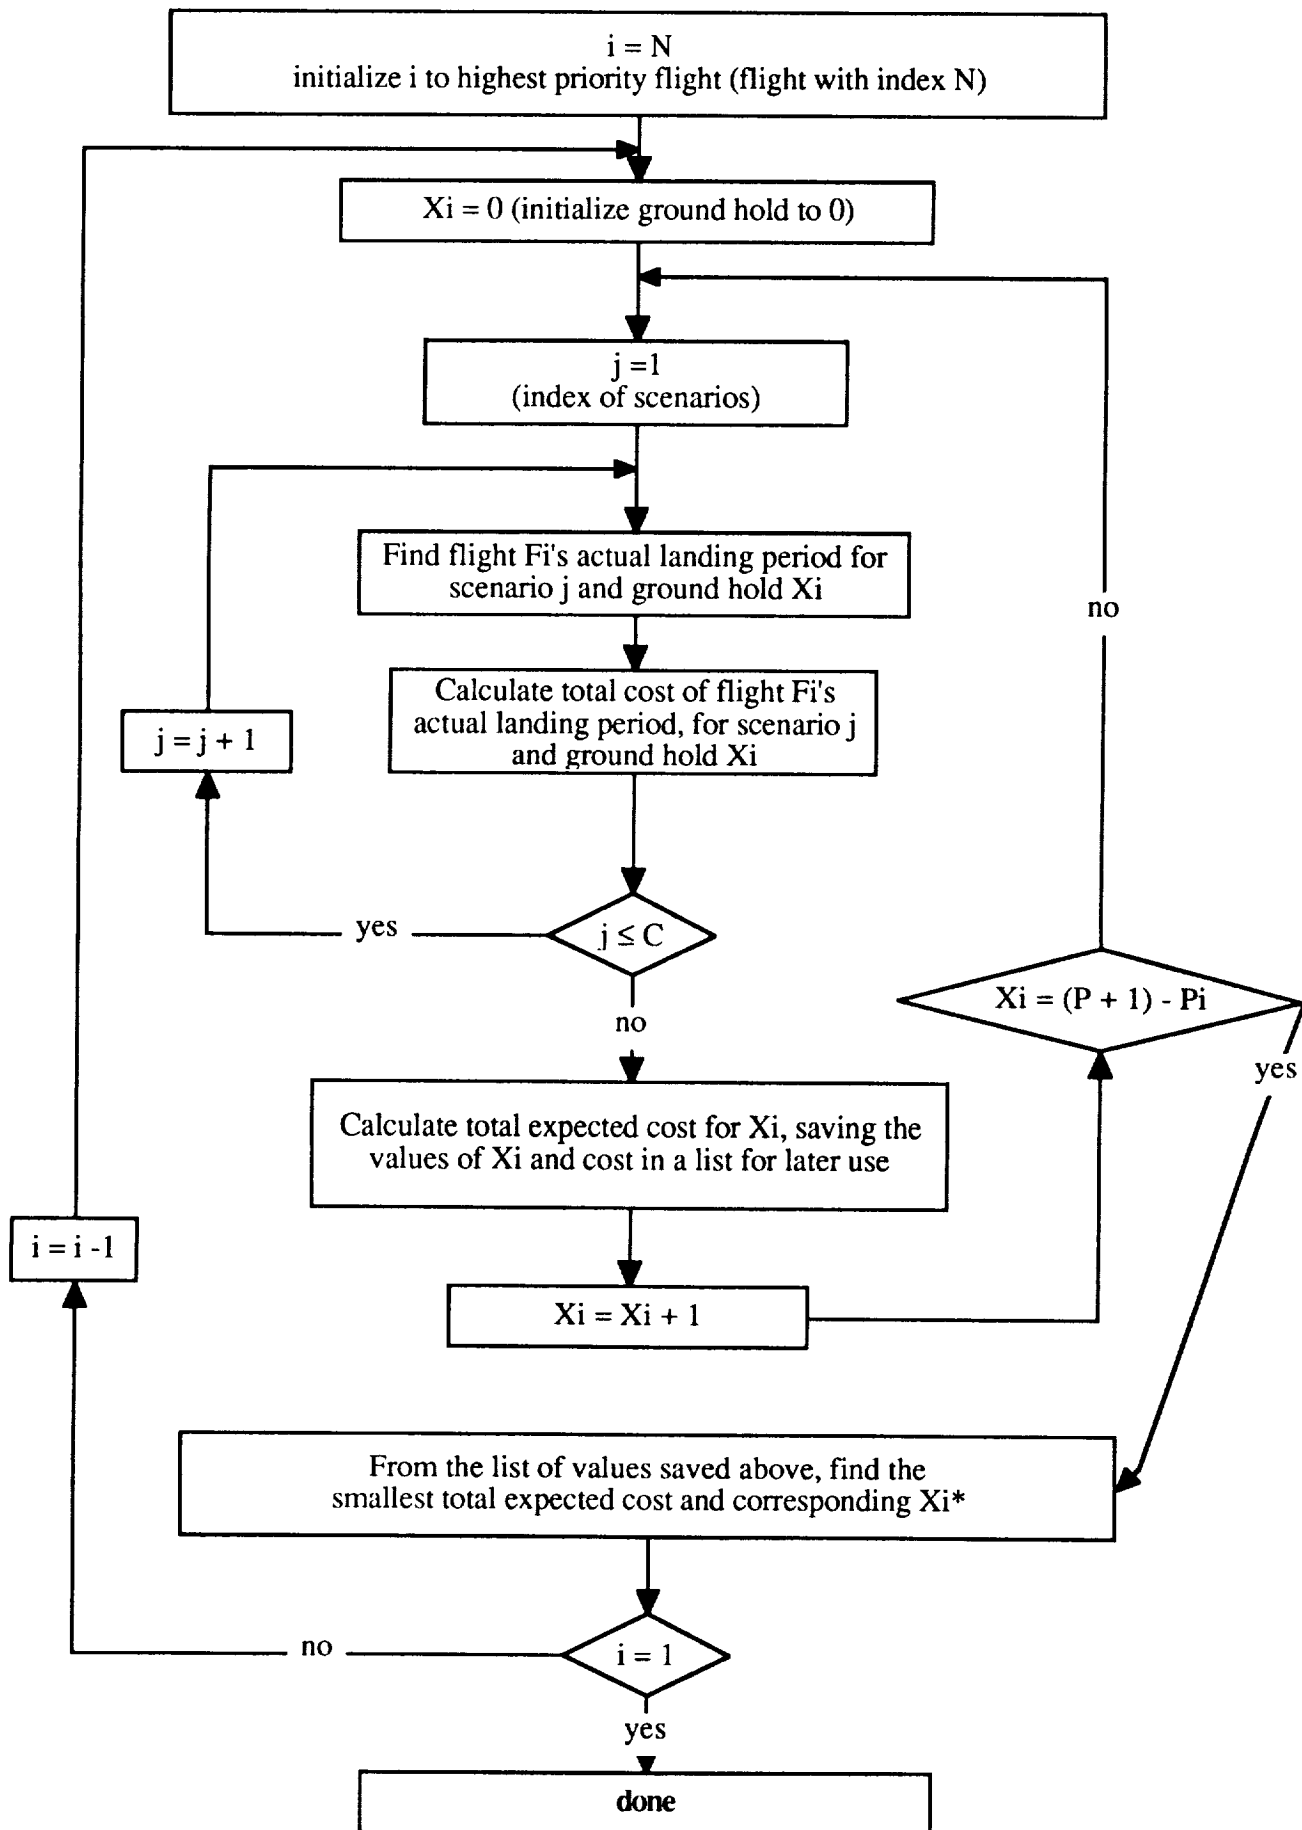 i = N
initialize i to highest priority flight (flight with index N)
Xi = 0 (initialize ground hold to 0)
j =1
(index of scenarios)
Find flight Fi's actual landing period for
scenario j and ground hold Xi
no
Calculate total cost of flight Fi's
actual landing period, for scenario j
and ground hold Xi
j = j + 1
yes
j ≤ C
Xi = (P + 1) - Pi
no
yes
Calculate total expected cost for Xi, saving the
values of Xi and cost in a list for later use
i = i -1
Xi = Xi + 1
From the list of values saved above, find the
smallest total expected cost and corresponding Xi*
no
i = 1
yes
done